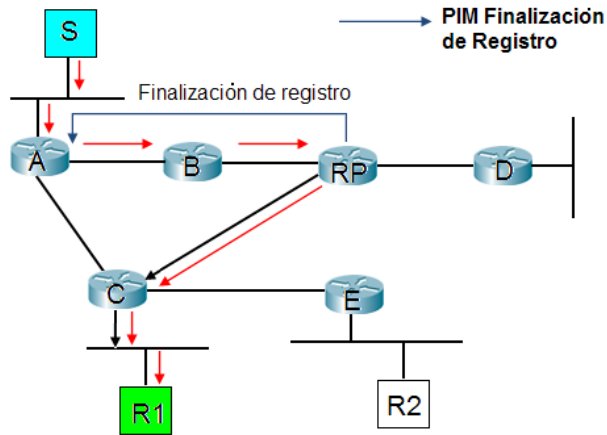 S
PIM Finalización
de Registro
Finalización de registro
A
B
RP
D
C
E
R1
R2